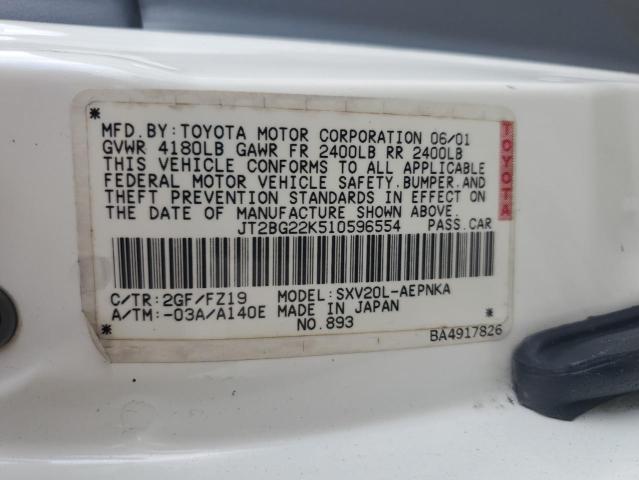 MFD.BY:TOYOTA MOTOR CORPORATION 06/01
GVWR 4180LB GAWR FR 2400LB RR 2400LB
THIS VEHICLE CONFORMS TO ALL APPLICABLE
FEDERAL MOTOR VEHICLE SAFETY,BUMPER,AND
THEFT PREVENTION STANDARDS IN EFFECT ON
THE DATE OF MANUFACTURE SHOWN ABOVE.
JT2BG22K510596554 PASS.CAR
TOYOTA
C/TR:2GF/FZ19 MODEL:SXV20L-AEPNKA
A/TM:-03A/A140E MADE IN JAPAN
NO.893
BA4917826